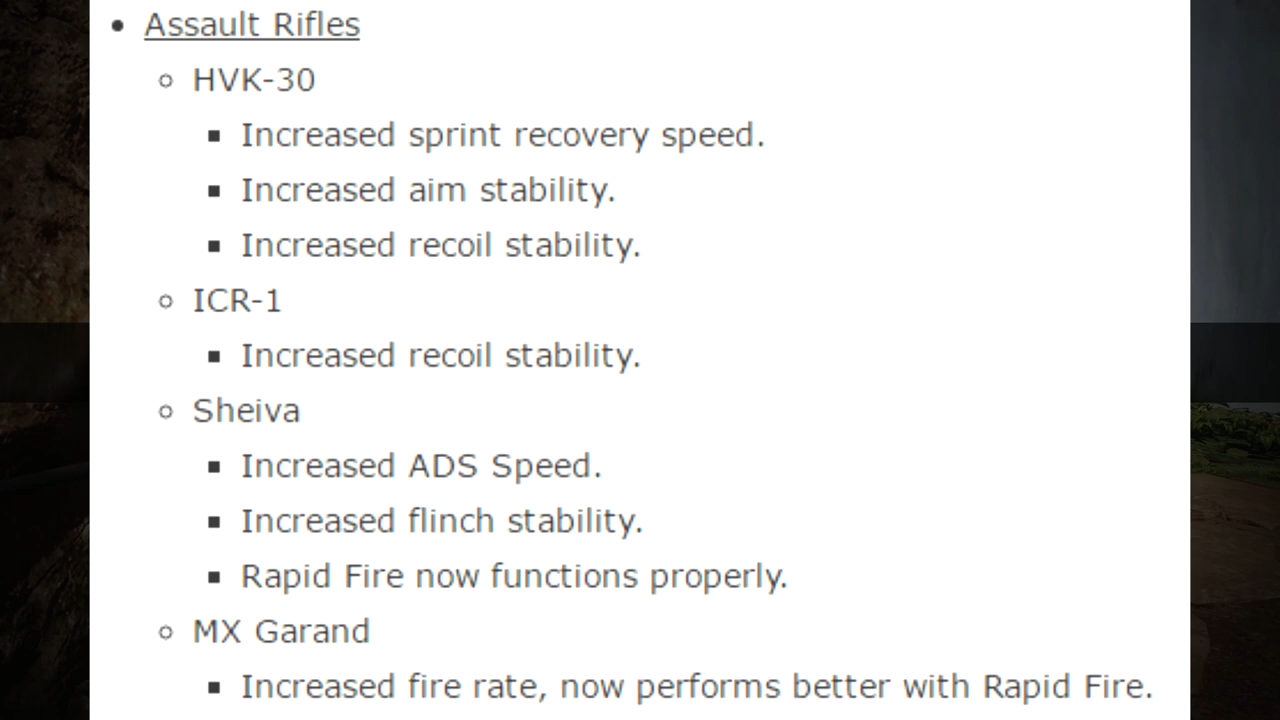 Assault Rifles
HVK-30
Increased sprint recovery speed.
Increased aim stability.
Increased recoil stability.
ICR-1
Increased recoil stability.
Sheiva
Increased ADS Speed.
Increased flinch stability.
Rapid Fire now functions properly.
MX Garand
Increased fire rate, now performs better with Rapid Fire.